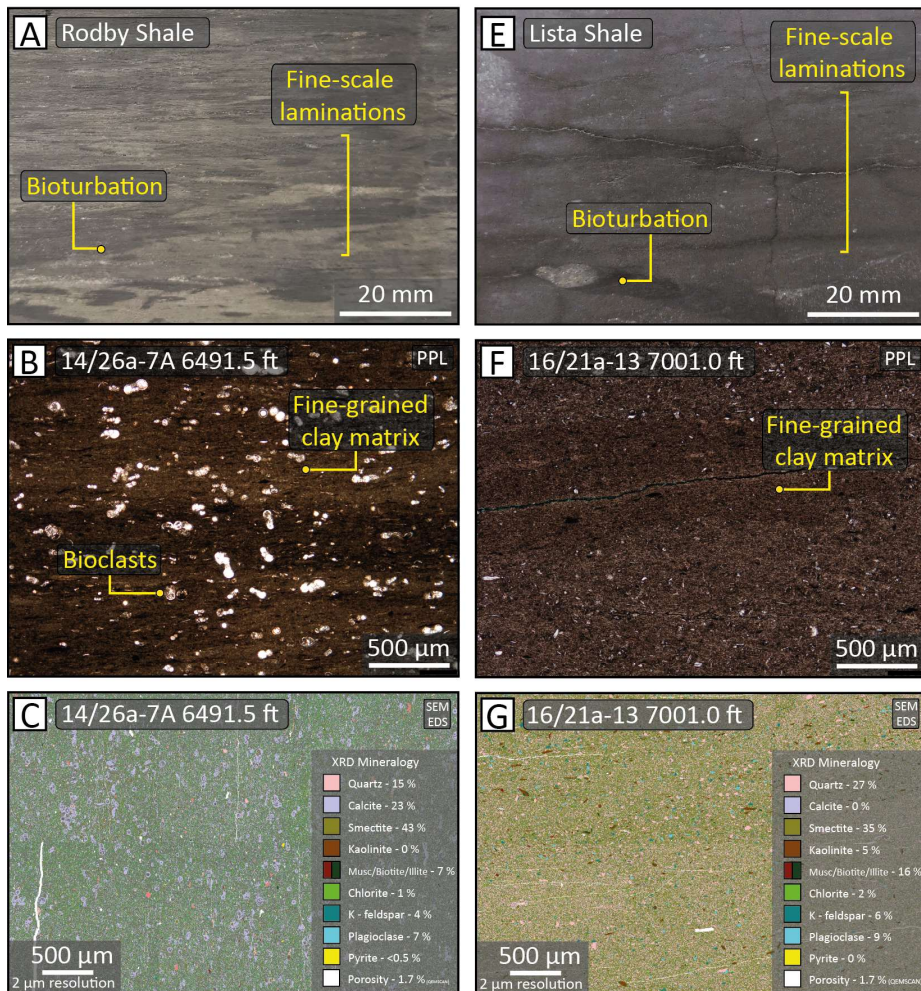 A Rodby Shale
Fine-scale
laminations
Bioturbation
20 mm
E Lista Shale
Fine-scale
laminations
Bioturbation
20 mm
B 14/26a-7A 6491.5 ft PPL
Fine-grained
clay matrix
Bioclasts
500 µm
F 16/21a-13 7001.0 ft PPL
Fine-grained
clay matrix
500 µm
C 14/26a-7A 6491.5 ft SEM
EDS
XRD Mineralogy
Quartz - 15 %
Calcite - 23 %
Smectite - 43 %
Kaolinite - 0 %
Musc/Biotite/Illite - 7 %
Chlorite - 1 %
K - feldspar - 4 %
Plagioclase - 7 %
Pyrite - <0.5 %
Porosity - 1.7 % (QEMSCAN)
500 µm
2 µm resolution
G 16/21a-13 7001.0 ft SEM
EDS
XRD Mineralogy
Quartz - 27 %
Calcite - 0 %
Smectite - 35 %
Kaolinite - 5 %
Musc/Biotite/Illite - 16 %
Chlorite - 2 %
K - feldspar - 6 %
Plagioclase - 9 %
Pyrite - 0 %
Porosity - 1.7 % (QEMSCAN)
500 µm
2 µm resolution